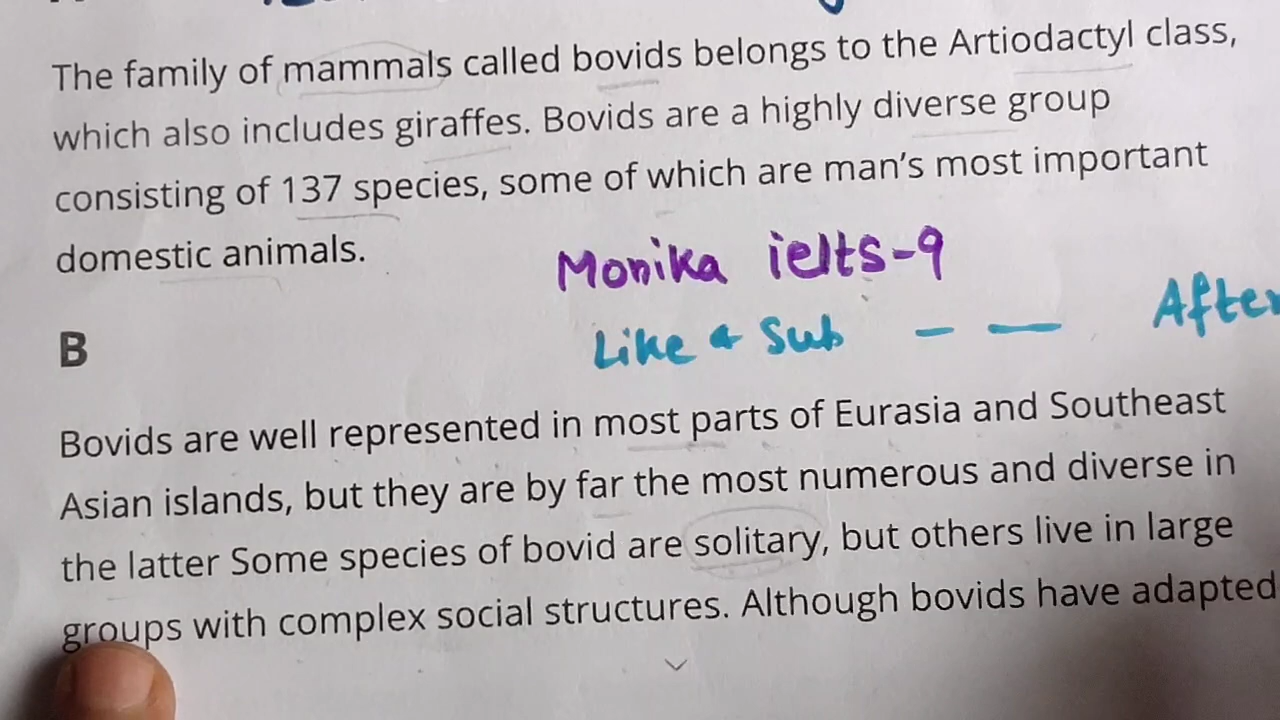 The family of mammals called bovids belongs to the Artiodactyl class,
which also includes giraffes. Bovids are a highly diverse group
consisting of 137 species, some of which are man's most important
domestic animals.
Monika ielts-9
Like & Sub — — After
B
Bovids are well represented in most parts of Eurasia and Southeast
Asian islands, but they are by far the most numerous and diverse in
the latter Some species of bovid are solitary, but others live in large
groups with complex social structures. Although bovids have adapted